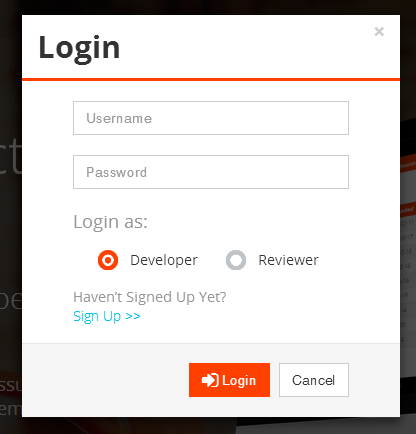 ×
Login
Username
Password
Login as:
Developer
Reviewer
Haven't Signed Up Yet?
Sign Up >>
Login
Cancel